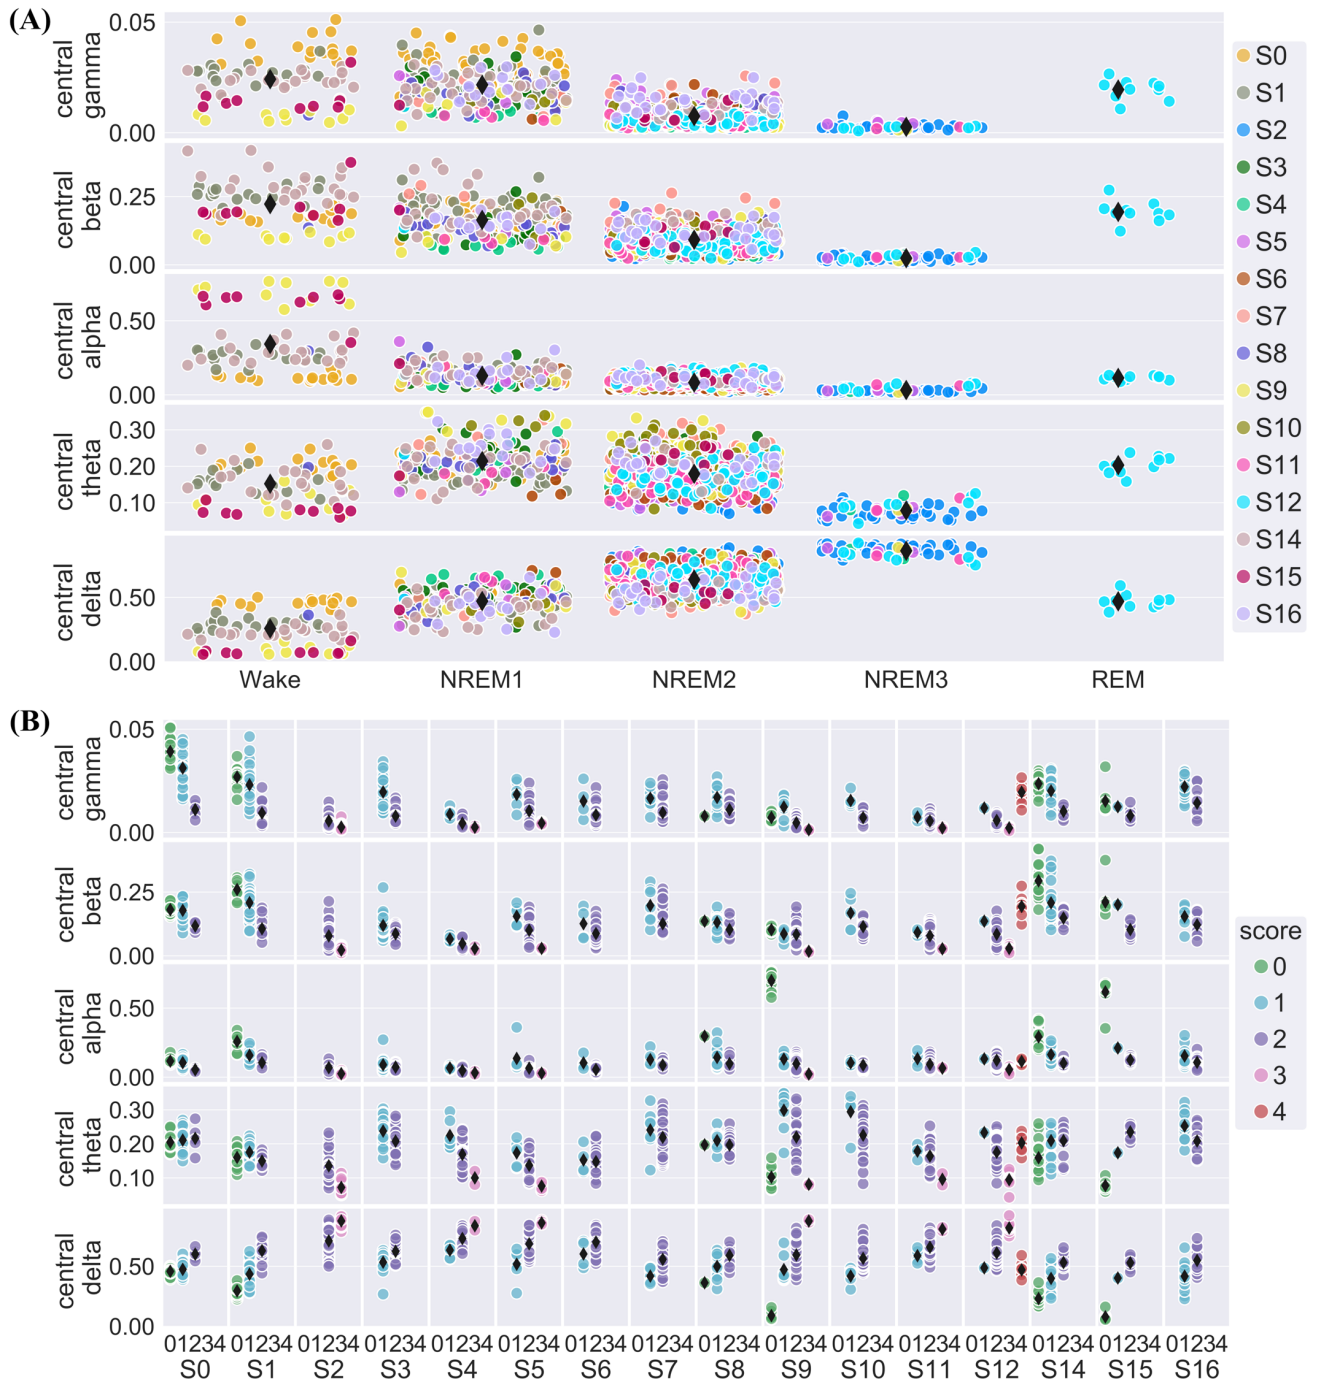 (A)
central
gamma
0.05
0.00
central
beta
0.25
0.00
central
alpha
0.50
0.00
central
theta
0.30
0.20
0.10
central
delta
0.50
0.00
Wake NREM1 NREM2 NREM3 REM
S0
S1
S2
S3
S4
S5
S6
S7
S8
S9
S10
S11
S12
S14
S15
S16
(B)
central
gamma
0.05
0.00
central
beta
0.25
0.00
central
alpha
0.50
0.00
central
theta
0.30
0.20
0.10
central
delta
0.50
0.00
01234 01234 01234 01234 01234 01234 01234 01234 01234 01234 01234 01234 01234 01234 01234 01234
S0 S1 S2 S3 S4 S5 S6 S7 S8 S9 S10 S11 S12 S14 S15 S16
score
0
1
2
3
4